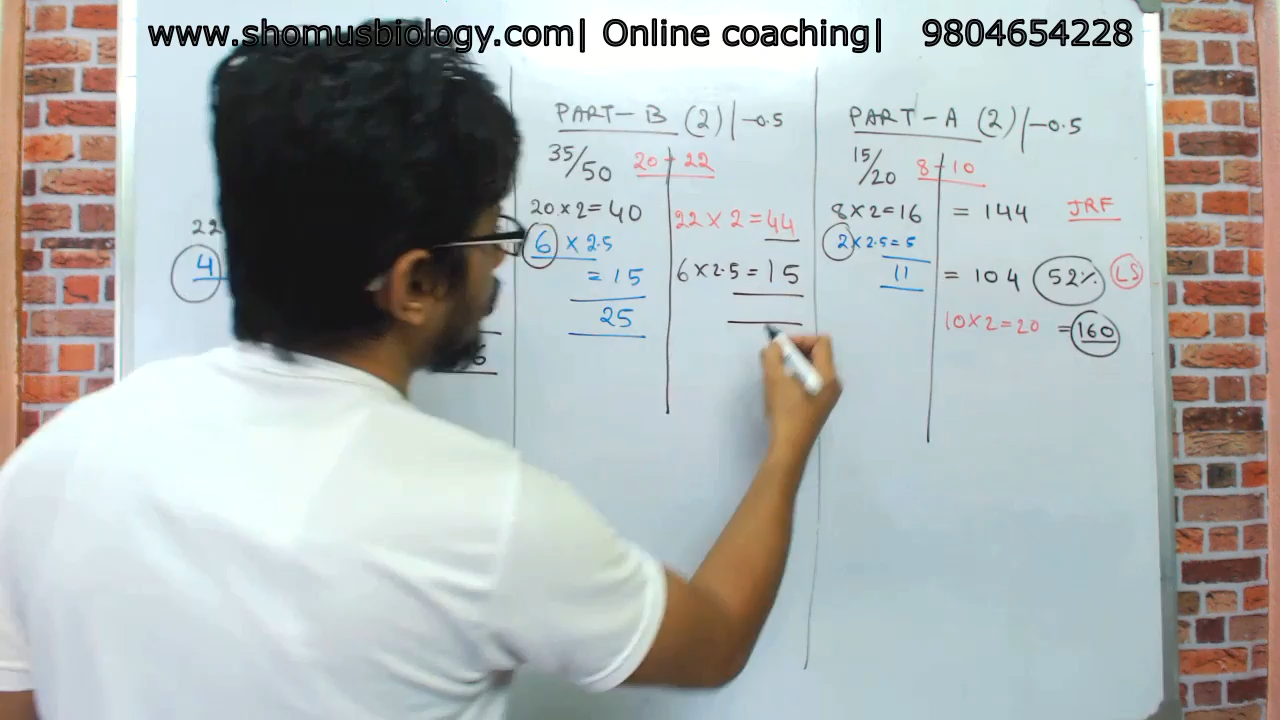 www.shomusbiology.com| Online coaching| 9804654228
PART-B (2) | -0.5
35/50 20 + 22
20 x 2 = 40
6 x 2.5
= 15
25
22 x 2 = 44
6 x 2.5 = 15
PART-A (2) | -0.5
15/20 8 + 10
8 x 2 = 16
2 x 2.5 = 5
11
= 144 JRF
= 104 52% LS
10 x 2 = 20 = 160
22
4
6